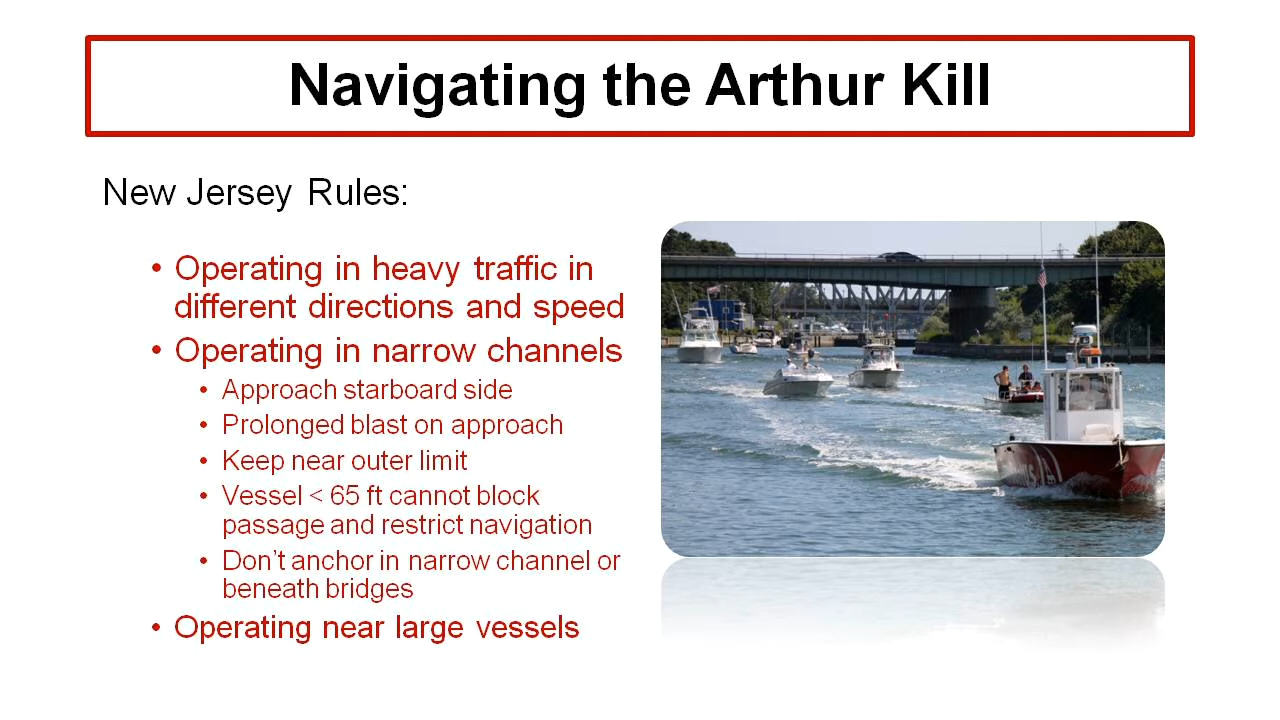 Navigating the Arthur Kill
New Jersey Rules:
• Operating in heavy traffic in
different directions and speed
• Operating in narrow channels
• Approach starboard side
• Prolonged blast on approach
• Keep near outer limit
• Vessel < 65 ft cannot block
passage and restrict navigation
• Don’t anchor in narrow channel or
beneath bridges
• Operating near large vessels